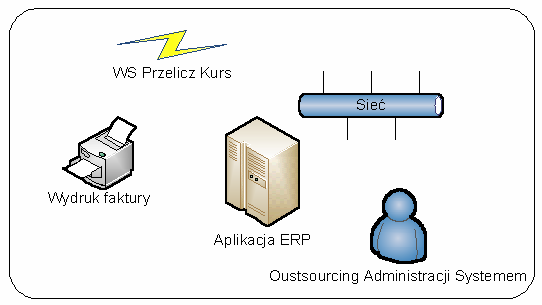 WS Przelicz Kurs
Sieć
Wydruk faktury
Aplikacja ERP
Oustsourcing Administracji Systemem